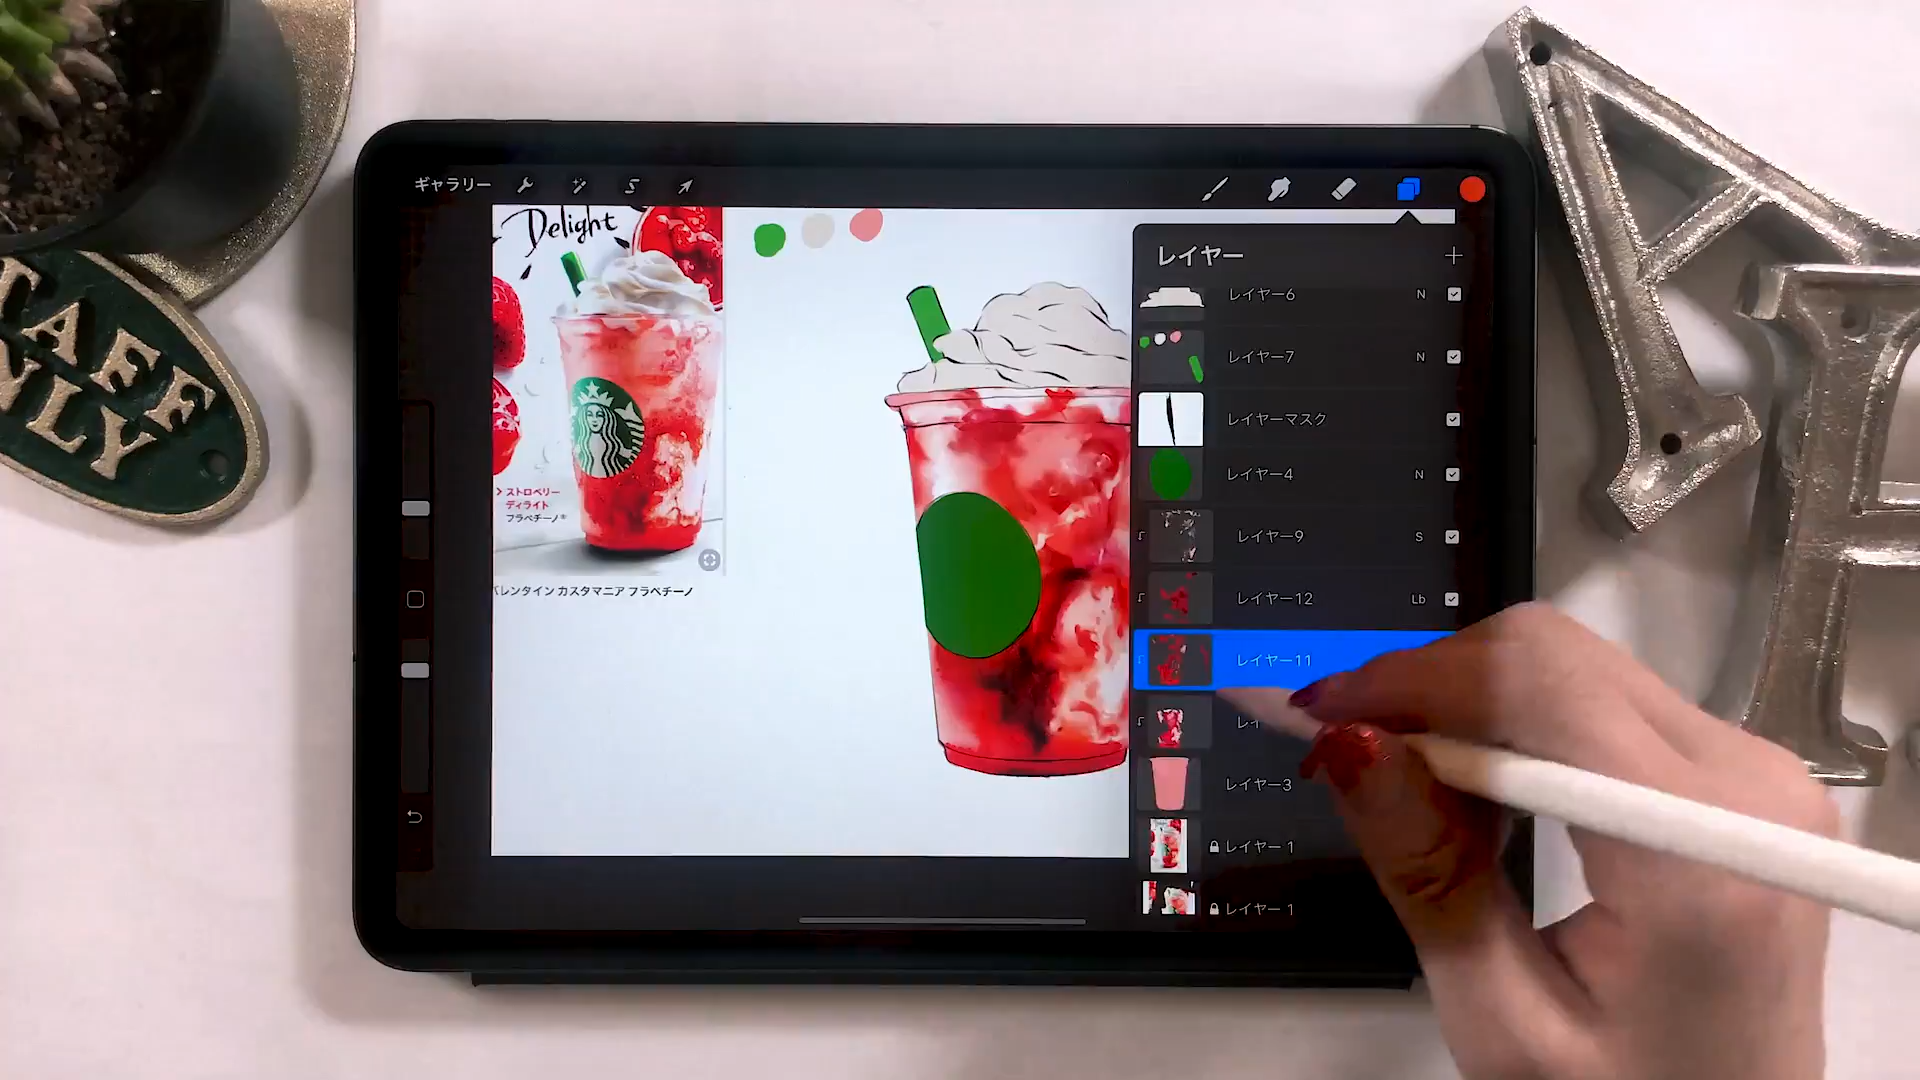 STAFF
ONLY
ギャラリー
Delight
ストロベリー
ディライト
フラペチーノ®
バレンタイン カスタマニア フラペチーノ
レイヤー
レイヤー6 N
レイヤー7 N
レイヤーマスク
レイヤー4 N
レイヤー9 S
レイヤー12 Lb
レイヤー11
レイ
レイヤー3
レイヤー 1
レイヤー 1